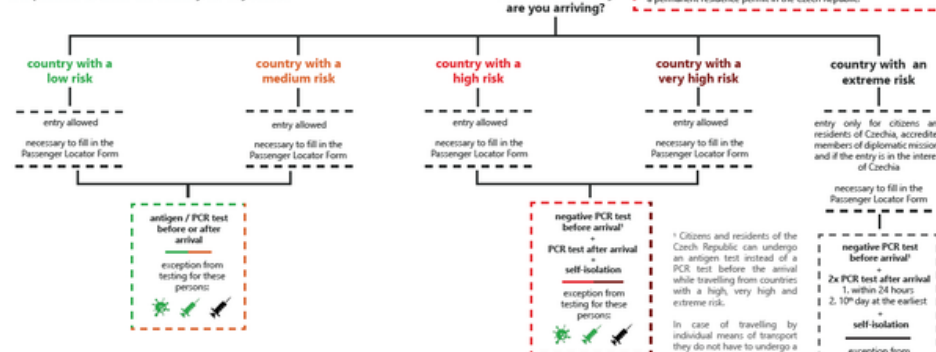 are you arriving?
a permanent residence permit in the Czech Republic.
country with a
low risk
entry allowed
necessary to fill in the
Passenger Locator Form
country with a
medium risk
entry allowed
necessary to fill in the
Passenger Locator Form
country with a
high risk
entry allowed
necessary to fill in the
Passenger Locator Form
country with a
very high risk
entry allowed
necessary to fill in the
Passenger Locator Form
country with an
extreme risk
entry only for citizens
residents of Czechia,
members of diplomatic
and if the entry is in the
of Czechia
necessary to fill in the
Passenger Locator Form
antigen / PCR test
before or after
arrival
exception from
testing for these
persons:
negative PCR test
before arrival¹
+
PCR test after arrival
+
self-isolation
exception from
testing for these
persons:
¹ Citizens and residents of the
Czech Republic can undergo
an antigen test instead of a
PCR test before the arrival
while travelling from countries
with a high, very high and
extreme risk.
In case of travelling by
individual means of transport
they do not have to undergo a
negative PCR test
before arrival¹
+
2x PCR test after arrival
1. within 24 hours
2. 10th day at the earliest
+
self-isolation
exception from